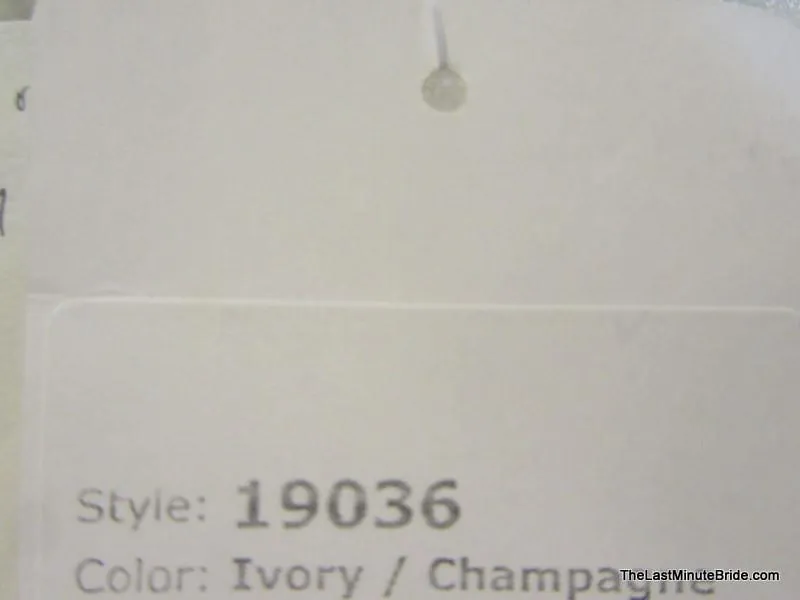 Style: 19036
Color: Ivory / Champagne
TheLastMinuteBride.com